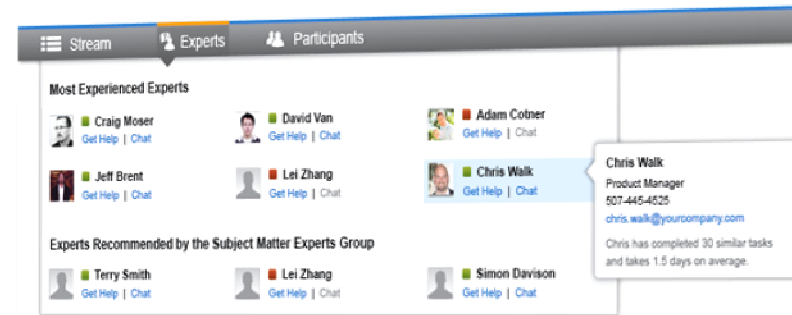 Stream
Experts
Participants
Most Experienced Experts
Craig Moser
Get Help | Chat
David Van
Get Help | Chat
Adam Cotner
Get Help | Chat
Jeff Brent
Get Help | Chat
Lei Zhang
Get Help | Chat
Chris Walk
Get Help | Chat
Chris Walk
Product Manager
507-445-4525
chris.walk@yourcompany.com
Chris has completed 30 similar tasks
and takes 1.5 days on average.
Experts Recommended by the Subject Matter Experts Group
Terry Smith
Get Help | Chat
Lei Zhang
Get Help | Chat
Simon Davison
Get Help | Chat